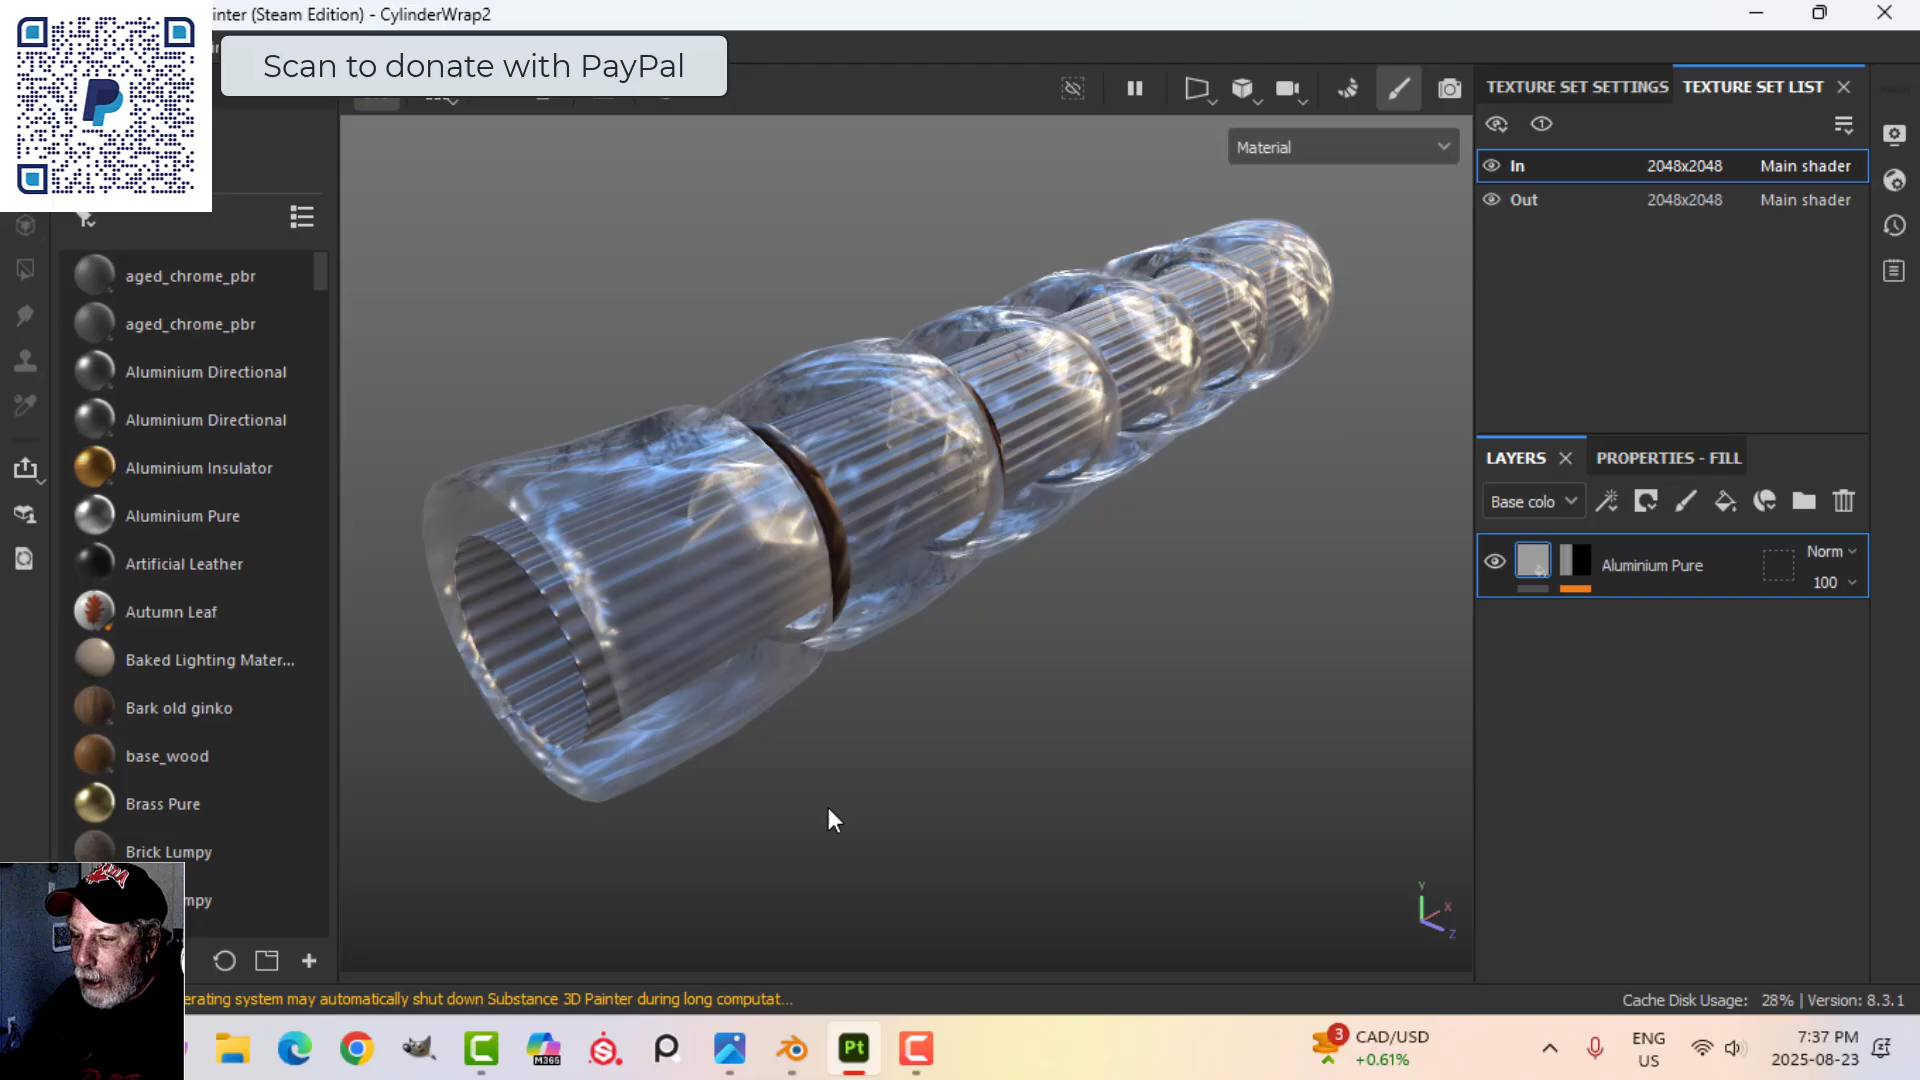 inter (Steam Edition) - CylinderWrap2
Scan to donate with PayPal
Material
TEXTURE SET SETTINGS
TEXTURE SET LIST
In 2048x2048 Main shader
Out 2048x2048 Main shader
aged_chrome_pbr
aged_chrome_pbr
Aluminium Directional
Aluminium Directional
Aluminium Insulator
Aluminium Pure
Artificial Leather
Autumn Leaf
Baked Lighting Mater...
Bark old ginko
base_wood
Brass Pure
Brick Lumpy
mpy
LAYERS
PROPERTIES - FILL
Base colo
Aluminium Pure
Norm
100
Y
X
Z
erating system may automatically shut down Substance 3D Painter during long computat...
Cache Disk Usage: 28% | Version: 8.3.1
M365
Pt
3
CAD/USD
+0.61%
ENG
US
7:37 PM
2025-08-23